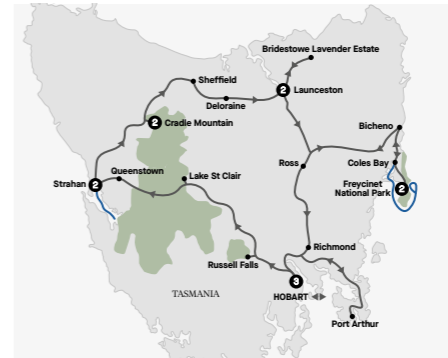 Bridestowe Lavender Estate
Sheffield
2
Launceston
Deloraine
2
Cradle Mountain
Bicheno
Queenstown
Lake St Clair
Ross
Coles Bay
Strahan
2
Freycinet
National Park
2
Richmond
Russell Falls
3
TASMANIA
HOBART
Port Arthur